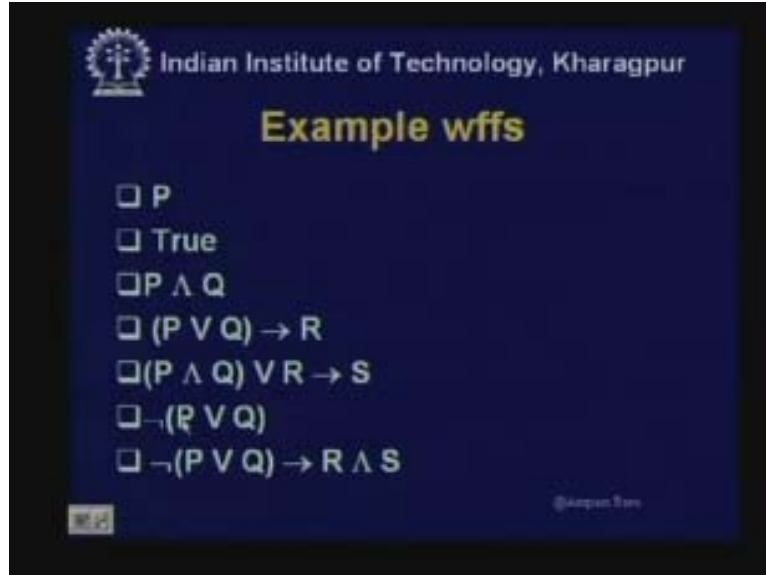 Indian Institute of Technology, Kharagpur
Example wffs
❑ P
❑ True
❑P Λ Q
❑ (P V Q) → R
❑(P Λ Q) V R → S
❑¬(P V Q)
❑ ¬(P V Q) → R Λ S